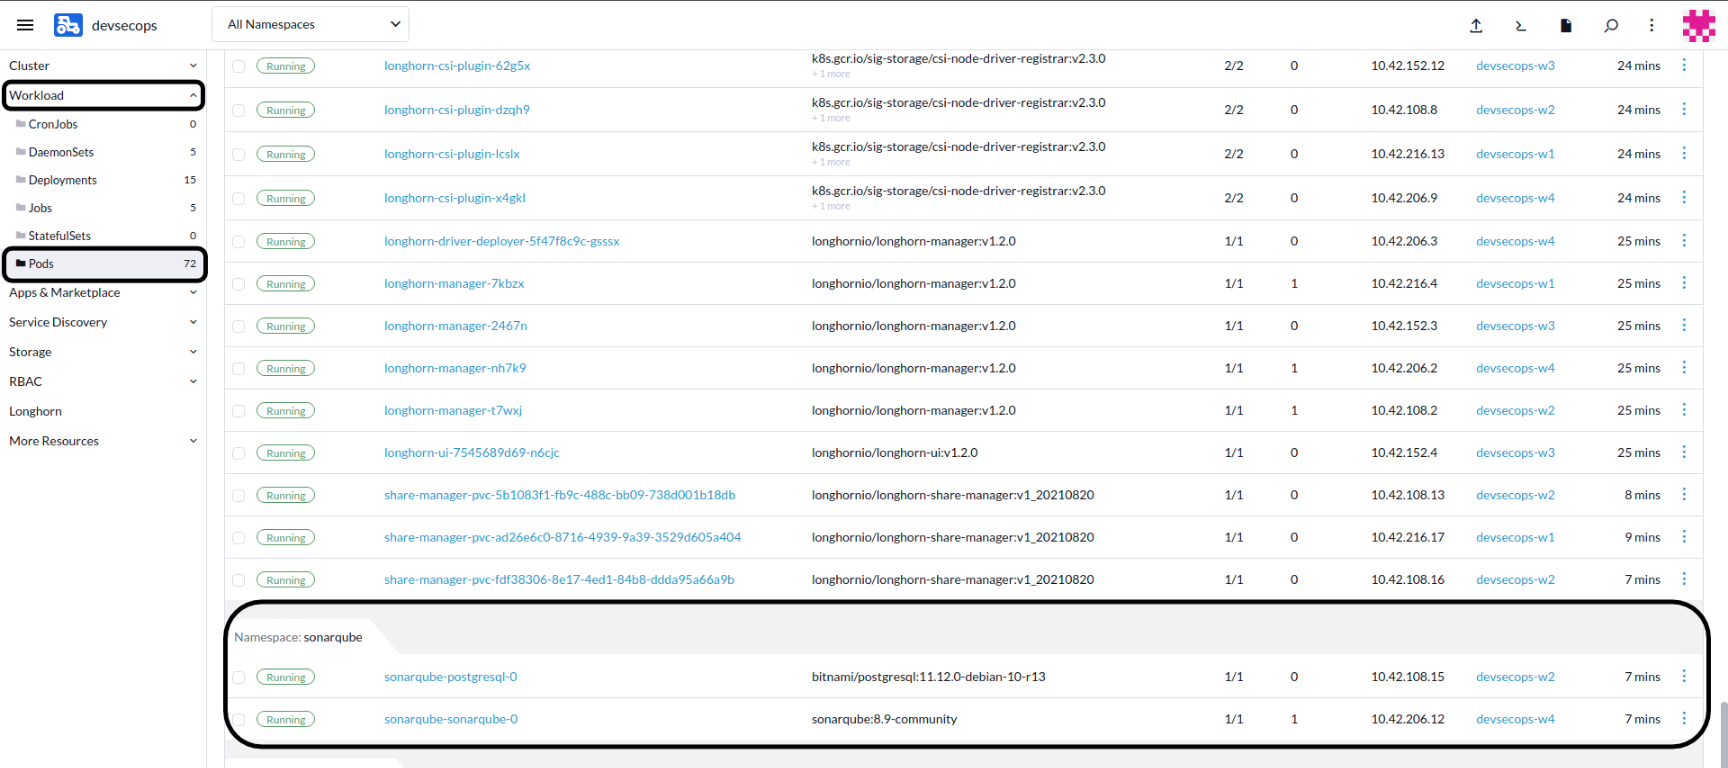 devsecops
All Namespaces
Cluster
Workload
CronJobs 0
DaemonSets 5
Deployments 15
Jobs 5
StatefulSets 0
Pods 72
Apps & Marketplace
Service Discovery
Storage
RBAC
Longhorn
More Resources
Running longhorn-csi-plugin-62g5x k8s.gcr.io/sig-storage/csi-node-driver-registrar:v2.3.0 2/2 0 10.42.152.12 devsecops-w3 24 mins
+ 1 more
Running longhorn-csi-plugin-dzqh9 k8s.gcr.io/sig-storage/csi-node-driver-registrar:v2.3.0 2/2 0 10.42.108.8 devsecops-w2 24 mins
+ 1 more
Running longhorn-csi-plugin-lcslx k8s.gcr.io/sig-storage/csi-node-driver-registrar:v2.3.0 2/2 0 10.42.216.13 devsecops-w1 24 mins
+ 1 more
Running longhorn-csi-plugin-x4gkl k8s.gcr.io/sig-storage/csi-node-driver-registrar:v2.3.0 2/2 0 10.42.206.9 devsecops-w4 24 mins
+ 1 more
Running longhorn-driver-deployer-5f47f8c9c-gsssx longhornio/longhorn-manager:v1.2.0 1/1 0 10.42.206.3 devsecops-w4 25 mins
Running longhorn-manager-7kbzx longhornio/longhorn-manager:v1.2.0 1/1 1 10.42.216.4 devsecops-w1 25 mins
Running longhorn-manager-2467n longhornio/longhorn-manager:v1.2.0 1/1 0 10.42.152.3 devsecops-w3 25 mins
Running longhorn-manager-nh7k9 longhornio/longhorn-manager:v1.2.0 1/1 1 10.42.206.2 devsecops-w4 25 mins
Running longhorn-manager-t7wxj longhornio/longhorn-manager:v1.2.0 1/1 1 10.42.108.2 devsecops-w2 25 mins
Running longhorn-ui-7545689d69-n6cjc longhornio/longhorn-ui:v1.2.0 1/1 0 10.42.152.4 devsecops-w3 25 mins
Running share-manager-pvc-5b1083f1-fb9c-488c-bb09-738d001b18db longhornio/longhorn-share-manager:v1_20210820 1/1 0 10.42.108.13 devsecops-w2 8 mins
Running share-manager-pvc-ad26e6c0-8716-4939-9a39-3529d605a404 longhornio/longhorn-share-manager:v1_20210820 1/1 0 10.42.216.17 devsecops-w1 9 mins
Running share-manager-pvc-fdf38306-8e17-4ed1-84b8-ddda95a66a9b longhornio/longhorn-share-manager:v1_20210820 1/1 0 10.42.108.16 devsecops-w2 7 mins
Namespace: sonarqube
Running sonarqube-postgresql-0 bitnami/postgresql:11.12.0-debian-10-r13 1/1 0 10.42.108.15 devsecops-w2 7 mins
Running sonarqube-sonarqube-0 sonarqube:8.9-community 1/1 1 10.42.206.12 devsecops-w4 7 mins